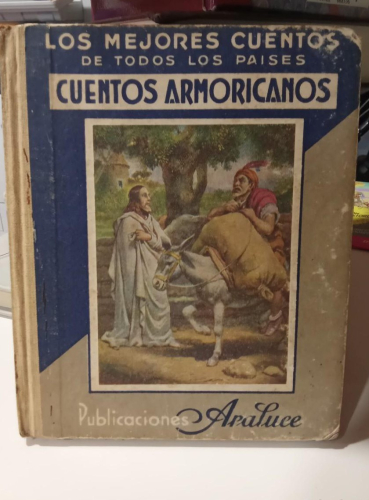 LOS MEJORES CUENTOS
DE TODOS LOS PAISES
CUENTOS ARMORICANOS
Publicaciones Araluce